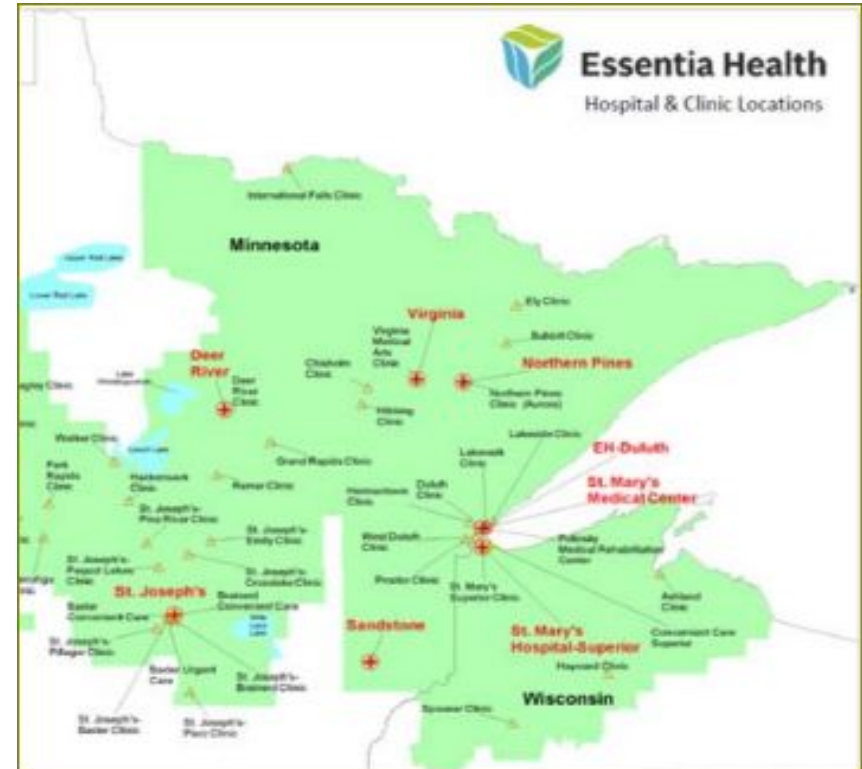 Essentia Health
Hospital & Clinic Locations
International Falls Clinic
Minnesota
Upper Red Lake
Lower Red Lake
Ely Clinic
Virginia
Virginia
Medical
Arts
Clinic
Babbitt Clinic
Deer
River
Deer
River
Clinic
Chisholm
Clinic
Northern Pines
Northern Pines
Clinic (Aurora)
Hibbing
Clinic
Lakeside Clinic
Walker Clinic
Leech Lake
Grand Rapids Clinic
Lakewalk
Clinic
EH-Duluth
Park
Rapids
Clinic
Hackensack
Clinic
Remer Clinic
Hermantown
Clinic
Duluth
Clinic
St. Mary's
Medical Center
St. Joseph's-
Pine River Clinic
St. Joseph's-
Emily Clinic
West Duluth
Clinic
Polinsky
Medical Rehabilitation
Center
St. Joseph's-
Pequot Lakes
Clinic
St. Joseph's-
Crosslake Clinic
Proctor Clinic
St. Mary's
Superior Clinic
Ashland
Clinic
St. Joseph's
Brainerd
Convenient Care
Baxter
Convenient Care
Mille
Lacs
Lake
Sandstone
St. Mary's
Hospital-Superior
Convenient Care
Superior
St. Joseph's-
Pillager Clinic
Hayward Clinic
Baxter Urgent
Care
St. Joseph's-
Brainerd Clinic
Wisconsin
Spooner Clinic
St. Joseph's-
Baxter Clinic
St. Joseph's-
Pierz Clinic